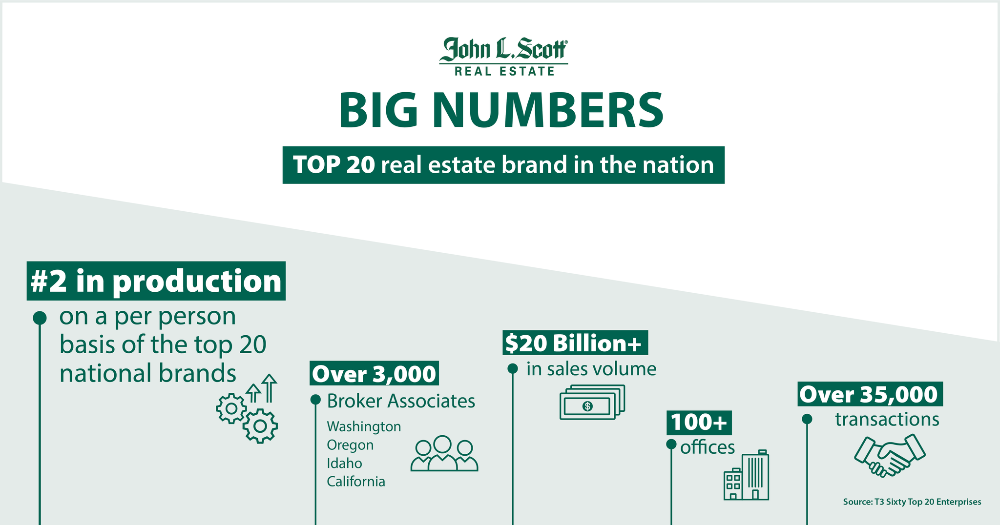 John L. Scott®
REAL ESTATE
BIG NUMBERS
TOP 20 real estate brand in the nation
#2 in production
on a per person
basis of the top 20
national brands
Over 3,000
Broker Associates
Washington
Oregon
Idaho
California
$20 Billion+
in sales volume
$
100+
offices
Over 35,000
transactions
Source: T3 Sixty Top 20 Enterprises